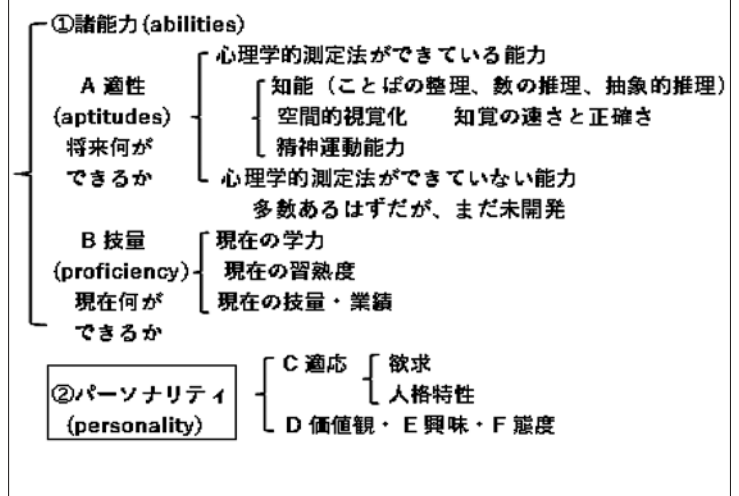 ①諸能力(abilities)
心理学的測定法ができている能力
A 適性
(aptitudes)
将来何が
できるか
知能（ことばの整理、数の推理、抽象的推理）
空間的視覚化　知覚の速さと正確さ
精神運動能力
心理学的測定法ができていない能力
多数あるはずだが、まだ未開発
B 技量
(proficiency)
現在何が
できるか
現在の学力
現在の習熟度
現在の技量・業績
②パーソナリティ
(personality)
C 適応
欲求
人格特性
D 価値観・E 興味・F 態度